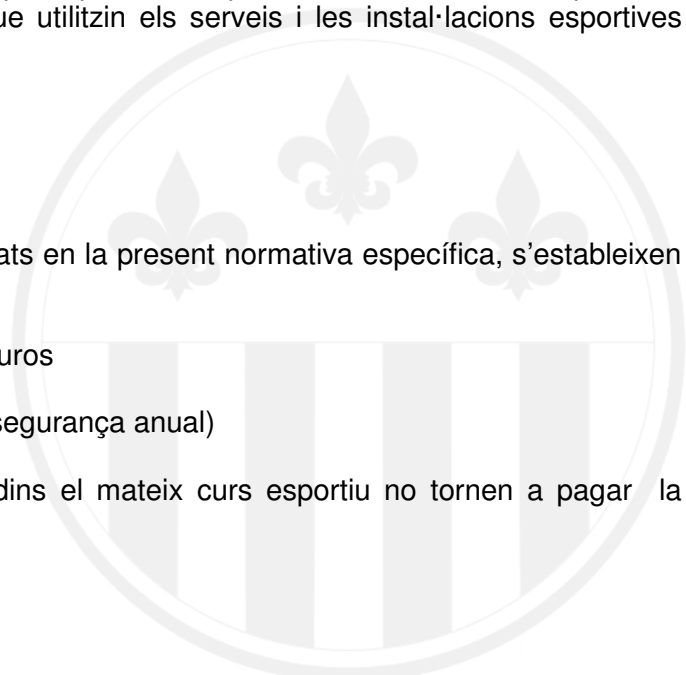 ue utilitzin els serveis i les instal·lacions esportives
ats en la present normativa específica, s’estableixen
uros
segurança anual)
dins el mateix curs esportiu no tornen a pagar la